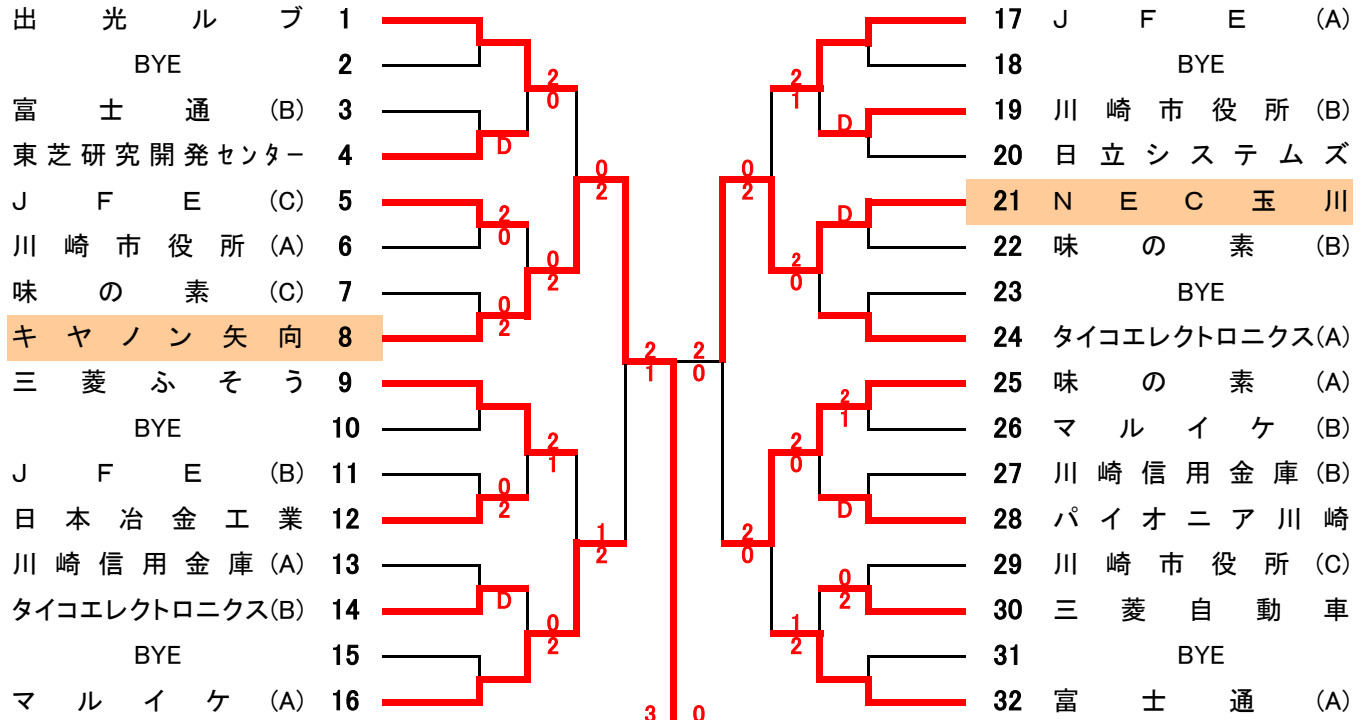 出光ルブ 1
BYE 2
富士通(B) 3
東芝研究開発センター 4
JFE(C) 5
川崎市役所(A) 6
味の素(C) 7
キヤノン矢向 8
三菱ふそう 9
BYE 10
JFE(B) 11
日本冶金工業 12
川崎信用金庫(A) 13
タイコエレクトロニクス(B) 14
BYE 15
マルイケ(A) 16
2
0
D
2
0
0
2
0
2
0
2
2
1
0
2
D
0
2
1
2
2
1
2
0
3 0
0
2
2
1
D
D
2
0
2
0
2
1
2
0
D
0
2
1
2
17 JFE(A)
18 BYE
19 川崎市役所(B)
20 日立システムズ
21 NEC玉川
22 味の素(B)
23 BYE
24 タイコエレクトロニクス(A)
25 味の素(A)
26 マルイケ(B)
27 川崎信用金庫(B)
28 パイオニア川崎
29 川崎市役所(C)
30 三菱自動車
31 BYE
32 富士通(A)